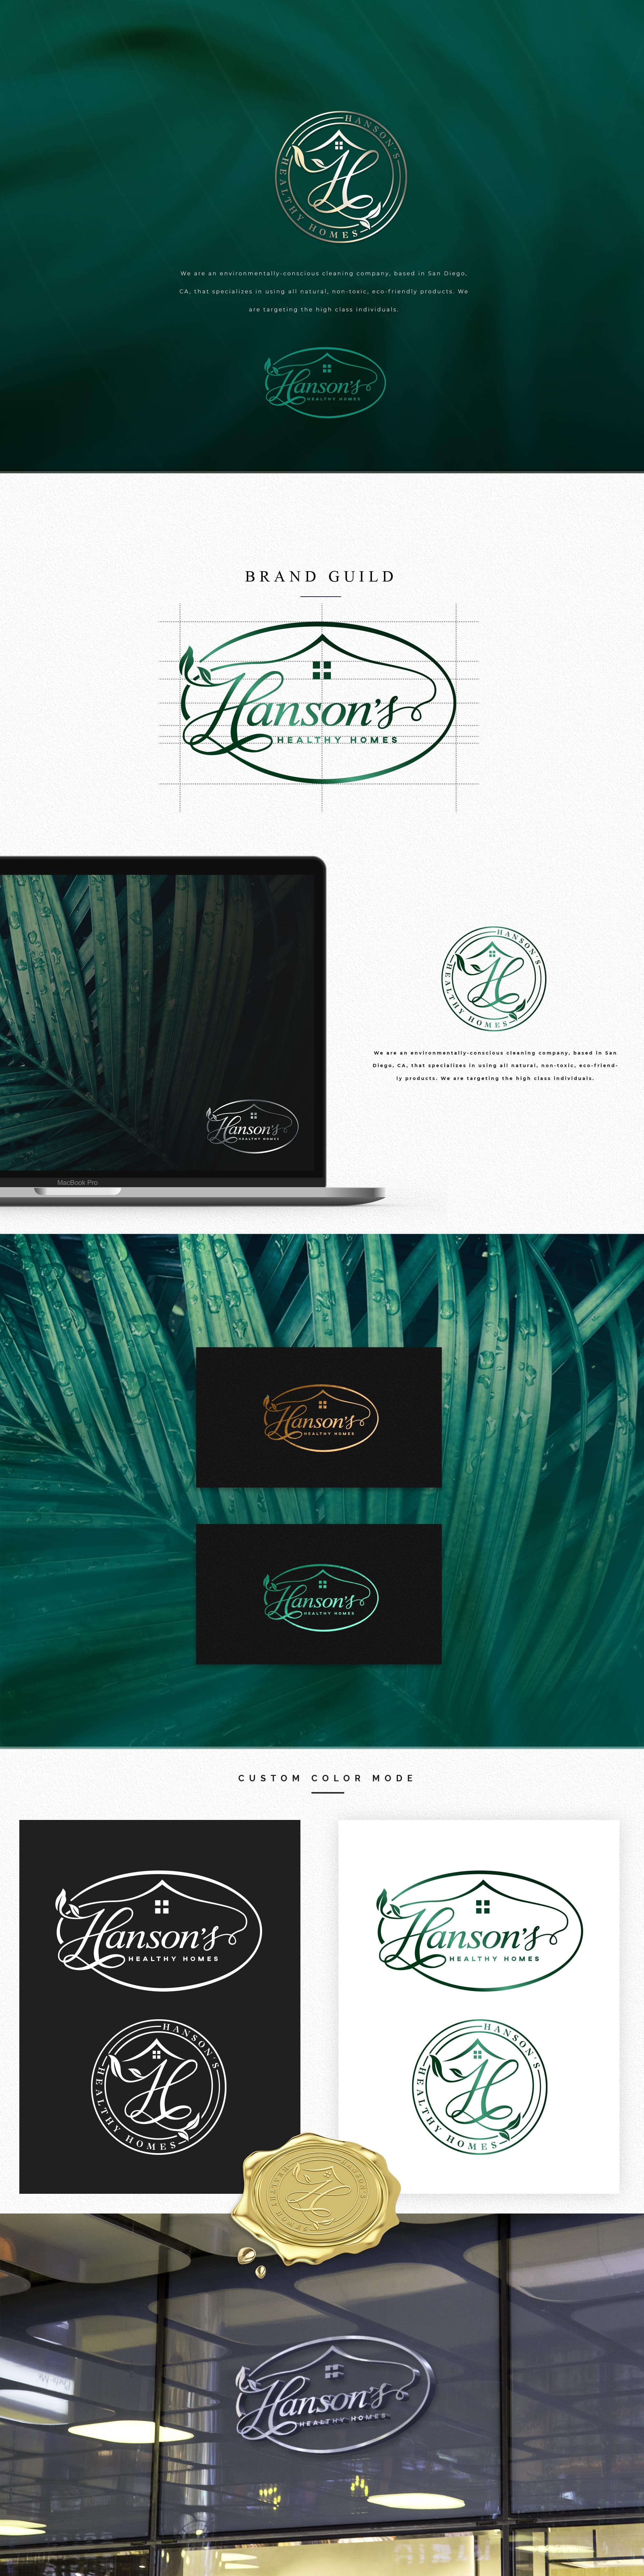 HANSON'S
HEALTHY HOMES
We are an environmentally-conscious cleaning company, based in San Diego,
CA, that specializes in using all natural, non-toxic, eco-friendly products. We
are targeting the high class individuals.
Hanson's
HEALTHY HOMES
BRAND GUILD
Hanson's
HEALTHY HOMES
Hanson's
HEALTHY HOMES
MacBook Pro
HANSON'S
HEALTHY HOMES
We are an environmentally-conscious cleaning company, based in San
Diego, CA, that specializes in using all natural, non-toxic, eco-friend-
ly products. We are targeting the high class individuals.
Hanson's
HEALTHY HOMES
Hanson's
HEALTHY HOMES
CUSTOM COLOR MODE
Hanson's
HEALTHY HOMES
HANSON'S
HEALTHY HOMES
Hanson's
HEALTHY HOMES
HANSON'S
HEALTHY HOMES
HANSON'S
HEALTHY HOMES
Hanson's
HEALTHY HOMES